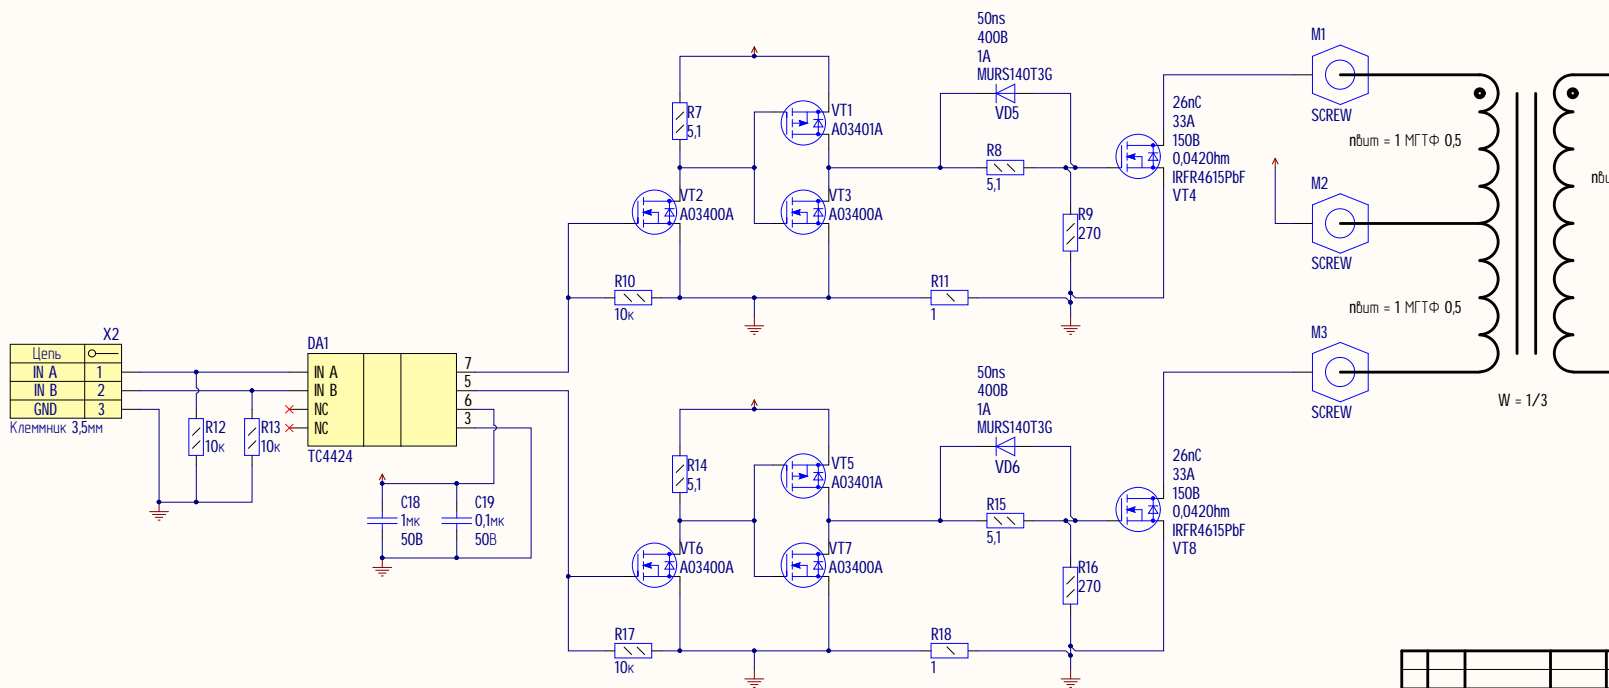 X2
Цепь
IN A 1
IN B 2
GND 3
Клеммник 3,5мм
R12
10к
R13
10к
DA1
IN A
IN B
NC
NC
7
5
6
3
TC4424
C18
1мк
50В
C19
0,1мк
50В
R7
5,1
VT1
AO3401A
VT2
AO3400A
VT3
AO3400A
R10
10к
50ns
400В
1A
MURS140T3G
VD5
R8
5,1
R9
270
R11
1
26nC
33A
150В
0,042Ohm
IRFR4615PbF
VT4
R14
5,1
VT5
AO3401A
VT6
AO3400A
VT7
AO3400A
R17
10к
50ns
400В
1A
MURS140T3G
VD6
R15
5,1
R16
270
R18
1
26nC
33A
150В
0,042Ohm
IRFR4615PbF
VT8
M1
SCREW
nвит = 1 МГТФ 0,5
M2
SCREW
nвит = 1 МГТФ 0,5
M3
SCREW
W = 1/3